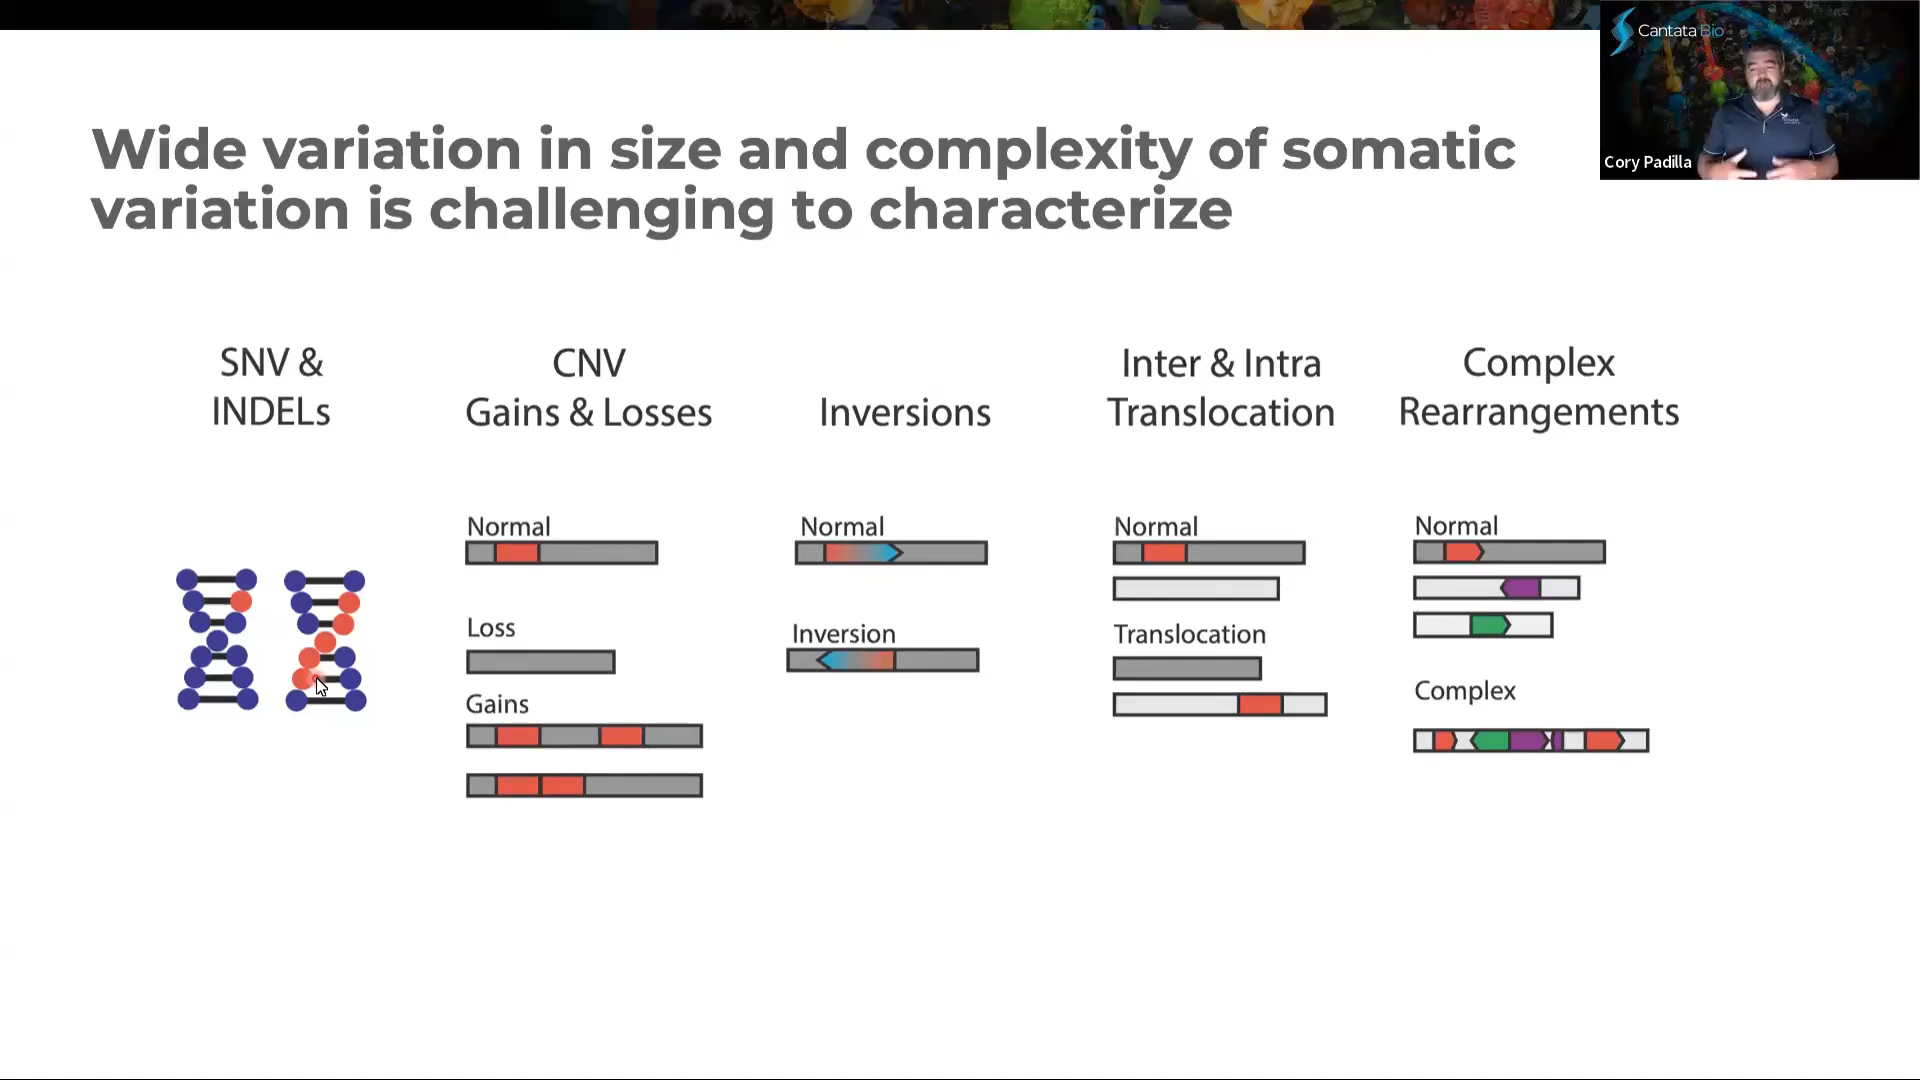 Cantata Bio
Cory Padilla
Wide variation in size and complexity of somatic
variation is challenging to characterize
SNV &
INDELs
CNV
Gains & Losses
Inversions
Inter & Intra
Translocation
Complex
Rearrangements
Normal
Loss
Gains
Normal
Inversion
Normal
Translocation
Normal
Complex